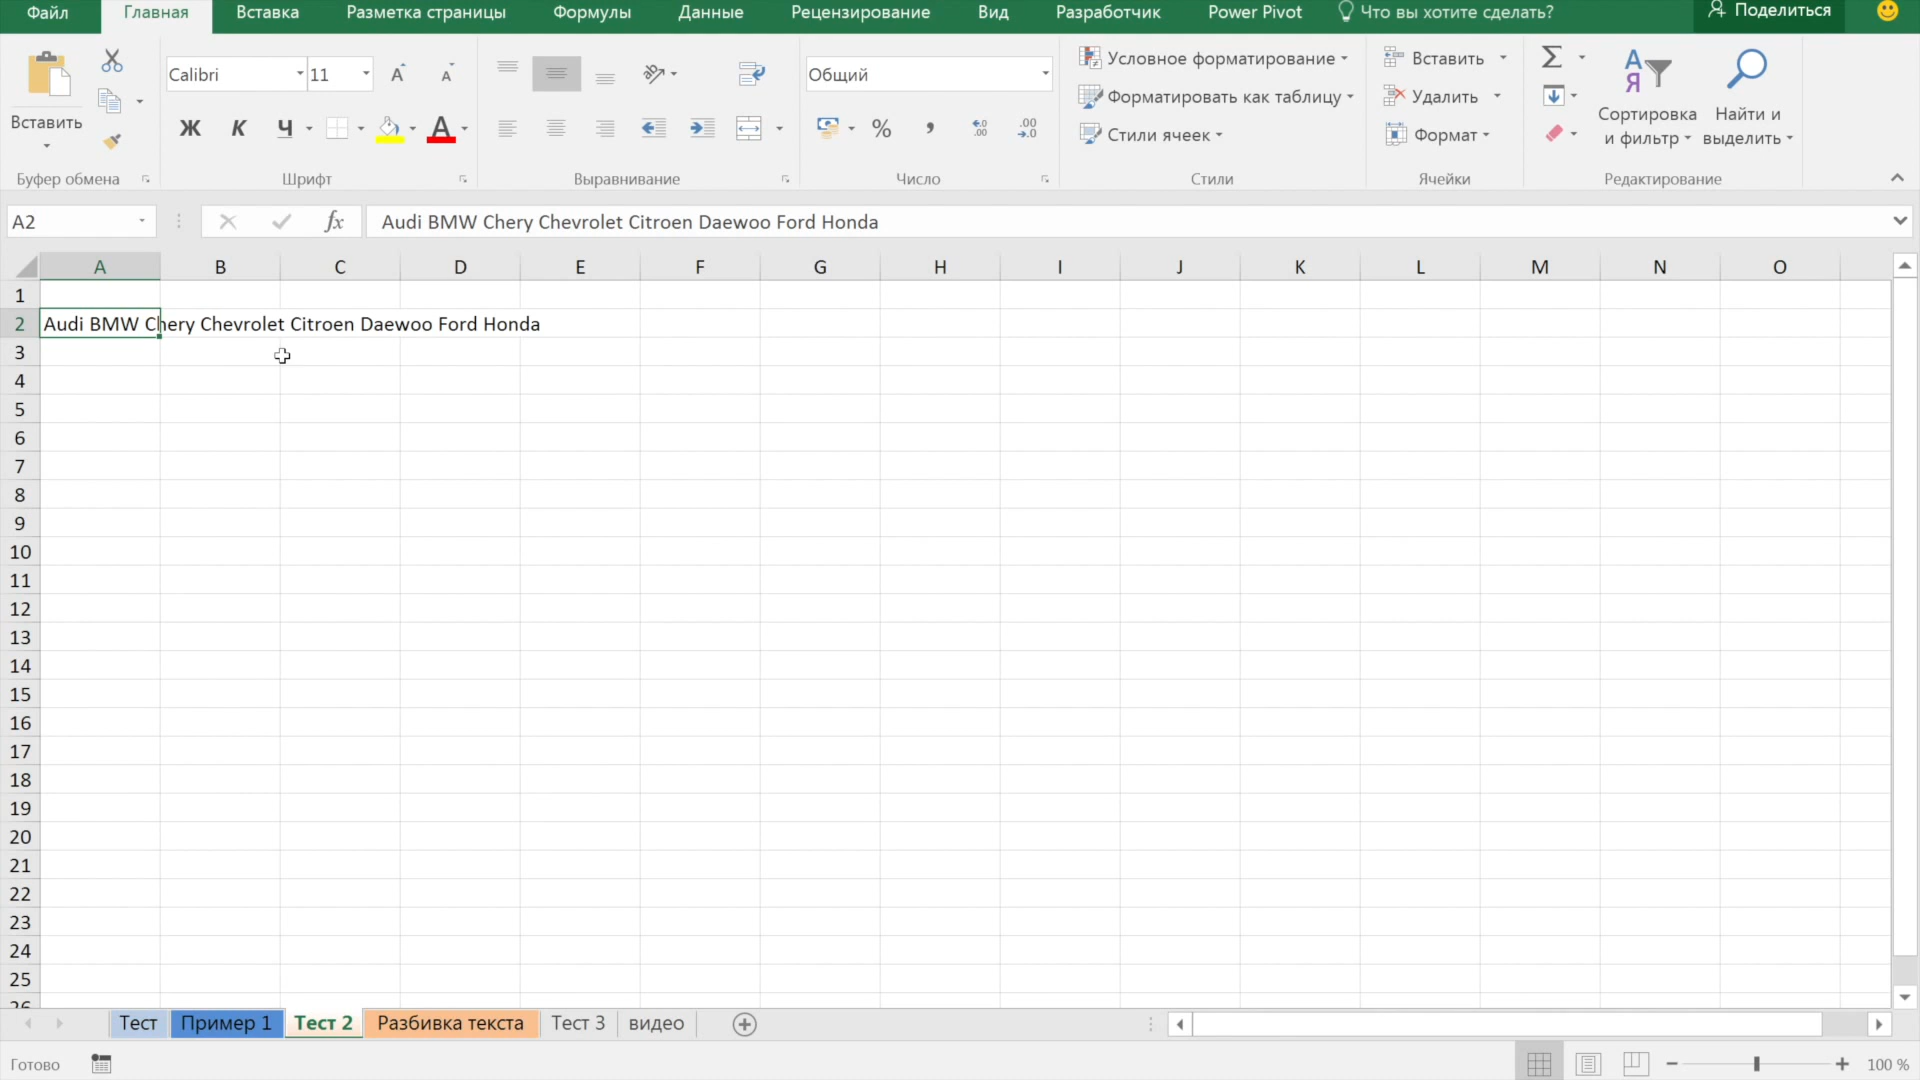 Файл Главная Вставка Разметка страницы Формулы Данные Рецензирование Вид Разработчик Power Pivot Что вы хотите сделать? Поделиться
Вставить
Буфер обмена
Calibri 11
Ж К Ч А
Шрифт
Выравнивание
Общий
% , ,00 ,00
Число
Условное форматирование
Форматировать как таблицу
Стили ячеек
Стили
Вставить
Удалить
Формат
Ячейки
Σ
Сортировка и фильтр
Найти и выделить
Редактирование
A2 fx Audi BMW Chery Chevrolet Citroen Daewoo Ford Honda
A B C D E F G H I J K L M N O
1
2 Audi BMW Chery Chevrolet Citroen Daewoo Ford Honda
3
4
5
6
7
8
9
10
11
12
13
14
15
16
17
18
19
20
21
22
23
24
25
26
Тест Пример 1 Тест 2 Разбивка текста Тест 3 видео
Готово 100 %